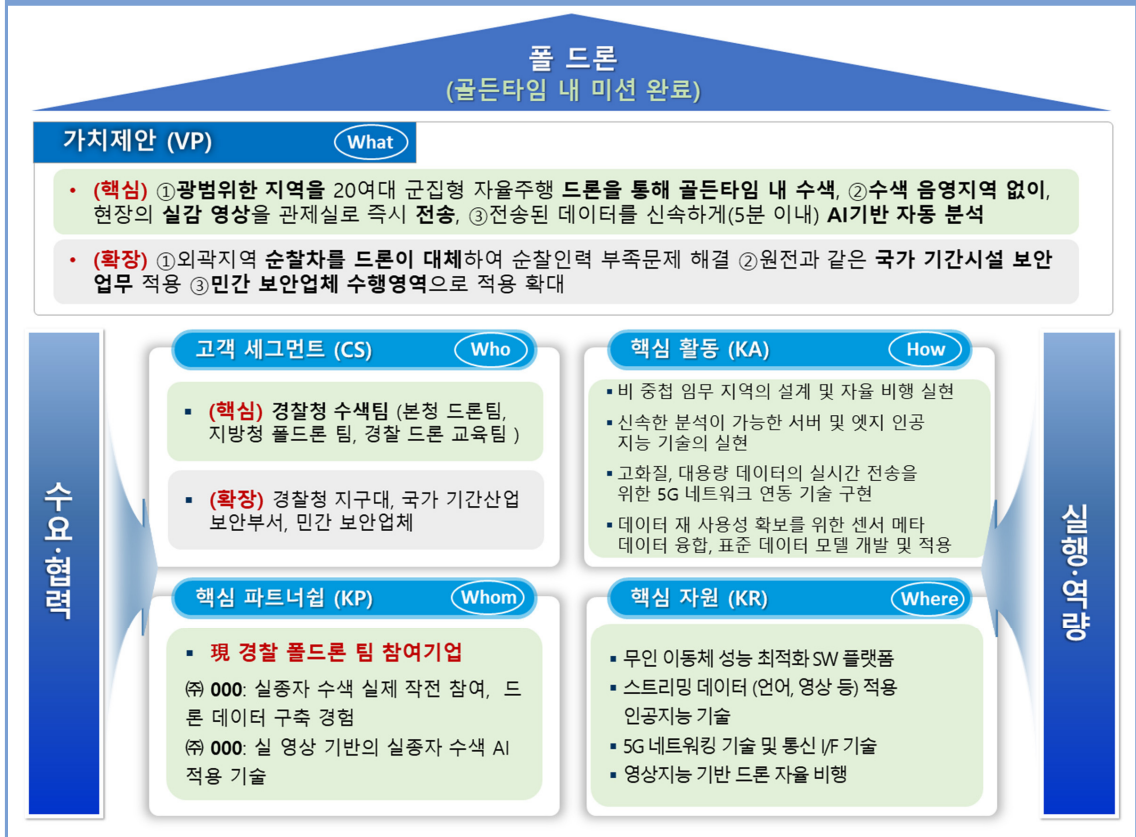 폴 드론
(골든타임 내 미션 완료)
가치제안 (VP)
What
• (핵심) ①광범위한 지역을 20여대 군집형 자율주행 드론을 통해 골든타임 내 수색, ②수색 음영지역 없이,
현장의 실감 영상을 관제실로 즉시 전송, ③전송된 데이터를 신속하게(5분 이내) AI기반 자동 분석
• (확장) ①외곽지역 순찰차를 드론이 대체하여 순찰인력 부족문제 해결 ②원전과 같은 국가 기간시설 보안
업무 적용 ③민간 보안업체 수행영역으로 적용 확대
수요·협력
고객 세그먼트 (CS)
Who
▪ (핵심) 경찰청 수색팀 (본청 드론팀,
지방청 폴드론 팀, 경찰 드론 교육팀 )
▪ (확장) 경찰청 지구대, 국가 기간산업
보안부서, 민간 보안업체
핵심 활동 (KA)
How
▪ 비 중첩 임무 지역의 설계 및 자율 비행 실현
▪ 신속한 분석이 가능한 서버 및 엣지 인공
지능 기술의 실현
▪ 고화질, 대용량 데이터의 실시간 전송을
위한 5G 네트워크 연동 기술 구현
▪ 데이터 재 사용성 확보를 위한 센서 메타
데이터 융합, 표준 데이터 모델 개발 및 적용
핵심 파트너쉽 (KP)
Whom
▪ 現 경찰 폴드론 팀 참여기업
㈜ 000: 실종자 수색 실제 작전 참여, 드
론 데이터 구축 경험
㈜ 000: 실 영상 기반의 실종자 수색 AI
적용 기술
핵심 자원 (KR)
Where
▪ 무인 이동체 성능 최적화 SW 플랫폼
▪ 스트리밍 데이터 (언어, 영상 등) 적용
인공지능 기술
▪ 5G 네트워킹 기술 및 통신 I/F 기술
▪ 영상지능 기반 드론 자율 비행
실행·역량